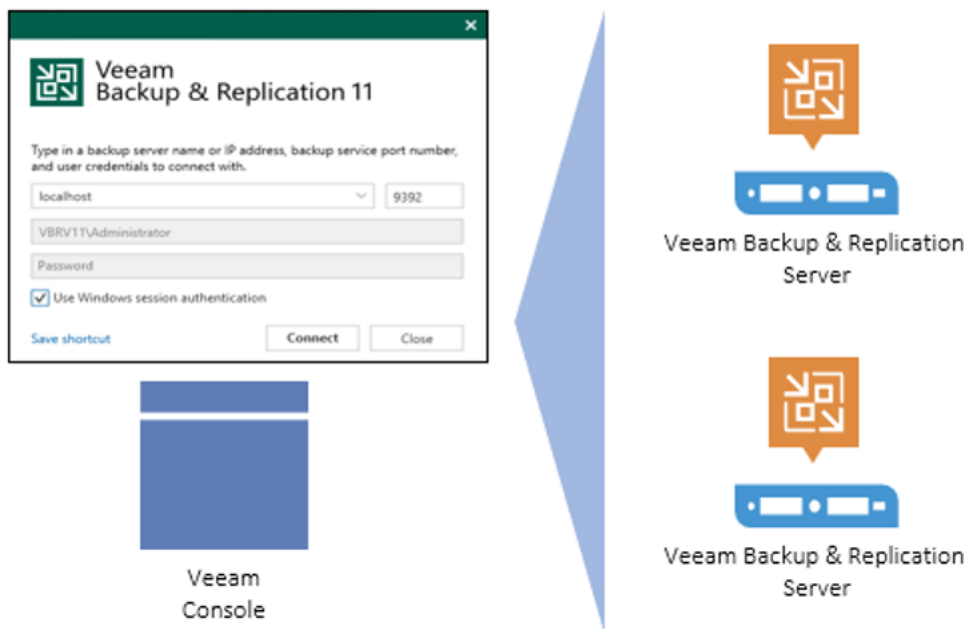 Veeam
Backup & Replication 11
Type in a backup server name or IP address, backup service port number,
and user credentials to connect with.
localhost
9392
VBRV11\Administrator
Password
Use Windows session authentication
Save shortcut
Connect
Close
Veeam
Console
Veeam Backup & Replication
Server
Veeam Backup & Replication
Server